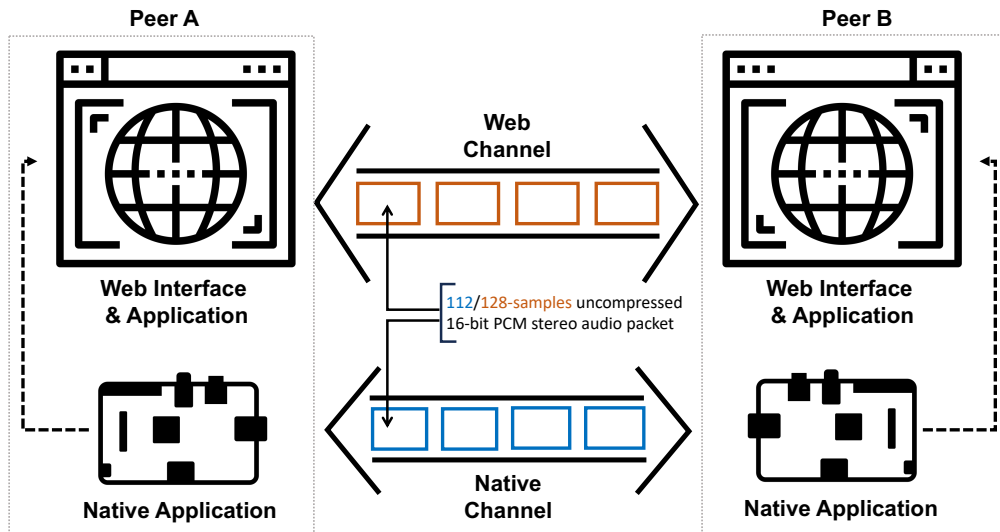 Peer A
Peer B
Web
Channel
Web Interface
& Application
112/128-samples uncompressed
16-bit PCM stereo audio packet
Web Interface
& Application
Native Application
Native
Channel
Native Application